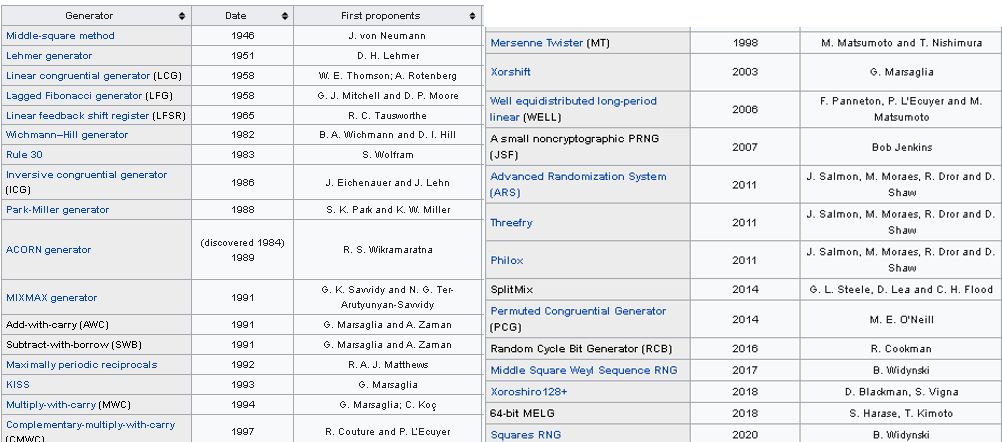 Generator Date First proponents
Middle-square method 1946 J. von Neumann
Lehmer generator 1951 D. H. Lehmer
Linear congruential generator (LCG) 1958 W. E. Thomson; A. Rotenberg
Lagged Fibonacci generator (LFG) 1958 G. J. Mitchell and D. P. Moore
Linear feedback shift register (LFSR) 1965 R. C. Tausworthe
Wichmann–Hill generator 1982 B. A. Wichmann and D. I. Hill
Rule 30 1983 S. Wolfram
Inversive congruential generator
(ICG) 1986 J. Eichenauer and J. Lehn
Park-Miller generator 1988 S. K. Park and K. W. Miller
(discovered 1984)
ACORN generator 1989 R. S. Wikramaratna
MIXMAX generator 1991 G. K. Savvidy and N. G. Ter-
Arutyunyan-Savvidy
Add-with-carry (AWC) 1991 G. Marsaglia and A. Zaman
Subtract-with-borrow (SWB) 1991 G. Marsaglia and A. Zaman
Maximally periodic reciprocals 1992 R. A. J. Matthews
KISS 1993 G. Marsaglia
Multiply-with-carry (MWC) 1994 G. Marsaglia; C. Koç
Complementary-multiply-with-carry
(CMWC) 1997 R. Couture and P. L'Ecuyer
Mersenne Twister (MT) 1998 M. Matsumoto and T. Nishimura
Xorshift 2003 G. Marsaglia
Well equidistributed long-period
linear (WELL) 2006 F. Panneton, P. L'Ecuyer and M.
Matsumoto
A small noncryptographic PRNG
(JSF) 2007 Bob Jenkins
Advanced Randomization System
(ARS) 2011 J. Salmon, M. Moraes, R. Dror and D.
Shaw
Threefry 2011 J. Salmon, M. Moraes, R. Dror and D.
Shaw
Philox 2011 J. Salmon, M. Moraes, R. Dror and D.
Shaw
SplitMix 2014 G. L. Steele, D. Lea and C. H. Flood
Permuted Congruential Generator
(PCG) 2014 M. E. O'Neill
Random Cycle Bit Generator (RCB) 2016 R. Cookman
Middle Square Weyl Sequence RNG 2017 B. Widynski
Xoroshiro128+ 2018 D. Blackman, S. Vigna
64-bit MELG 2018 S. Harase, T. Kimoto
Squares RNG 2020 B. Widynski